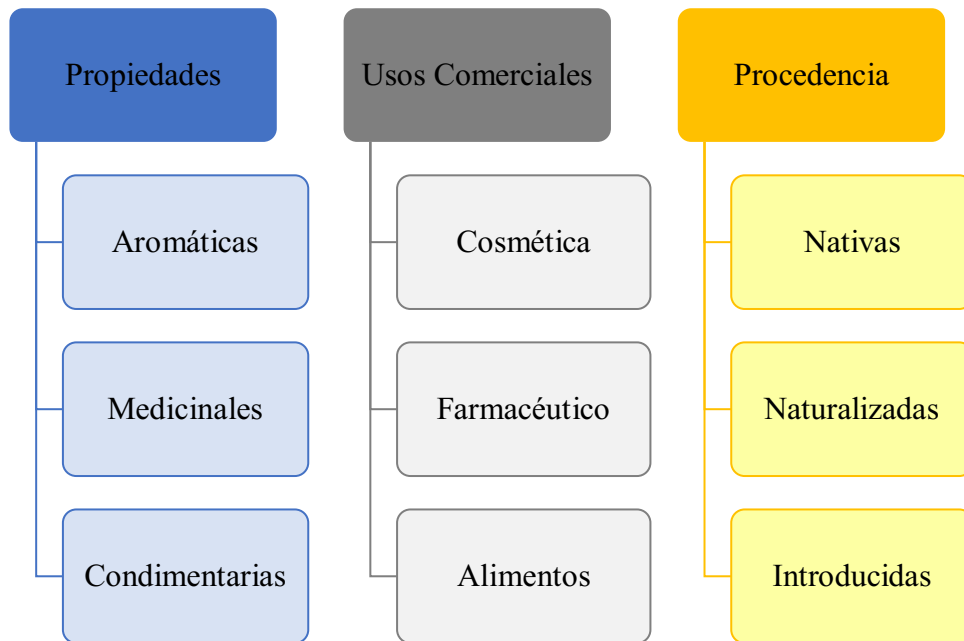 Propiedades
Aromáticas
Medicinales
Condimentarias
Usos Comerciales
Cosmética
Farmacéutico
Alimentos
Procedencia
Nativas
Naturalizadas
Introducidas